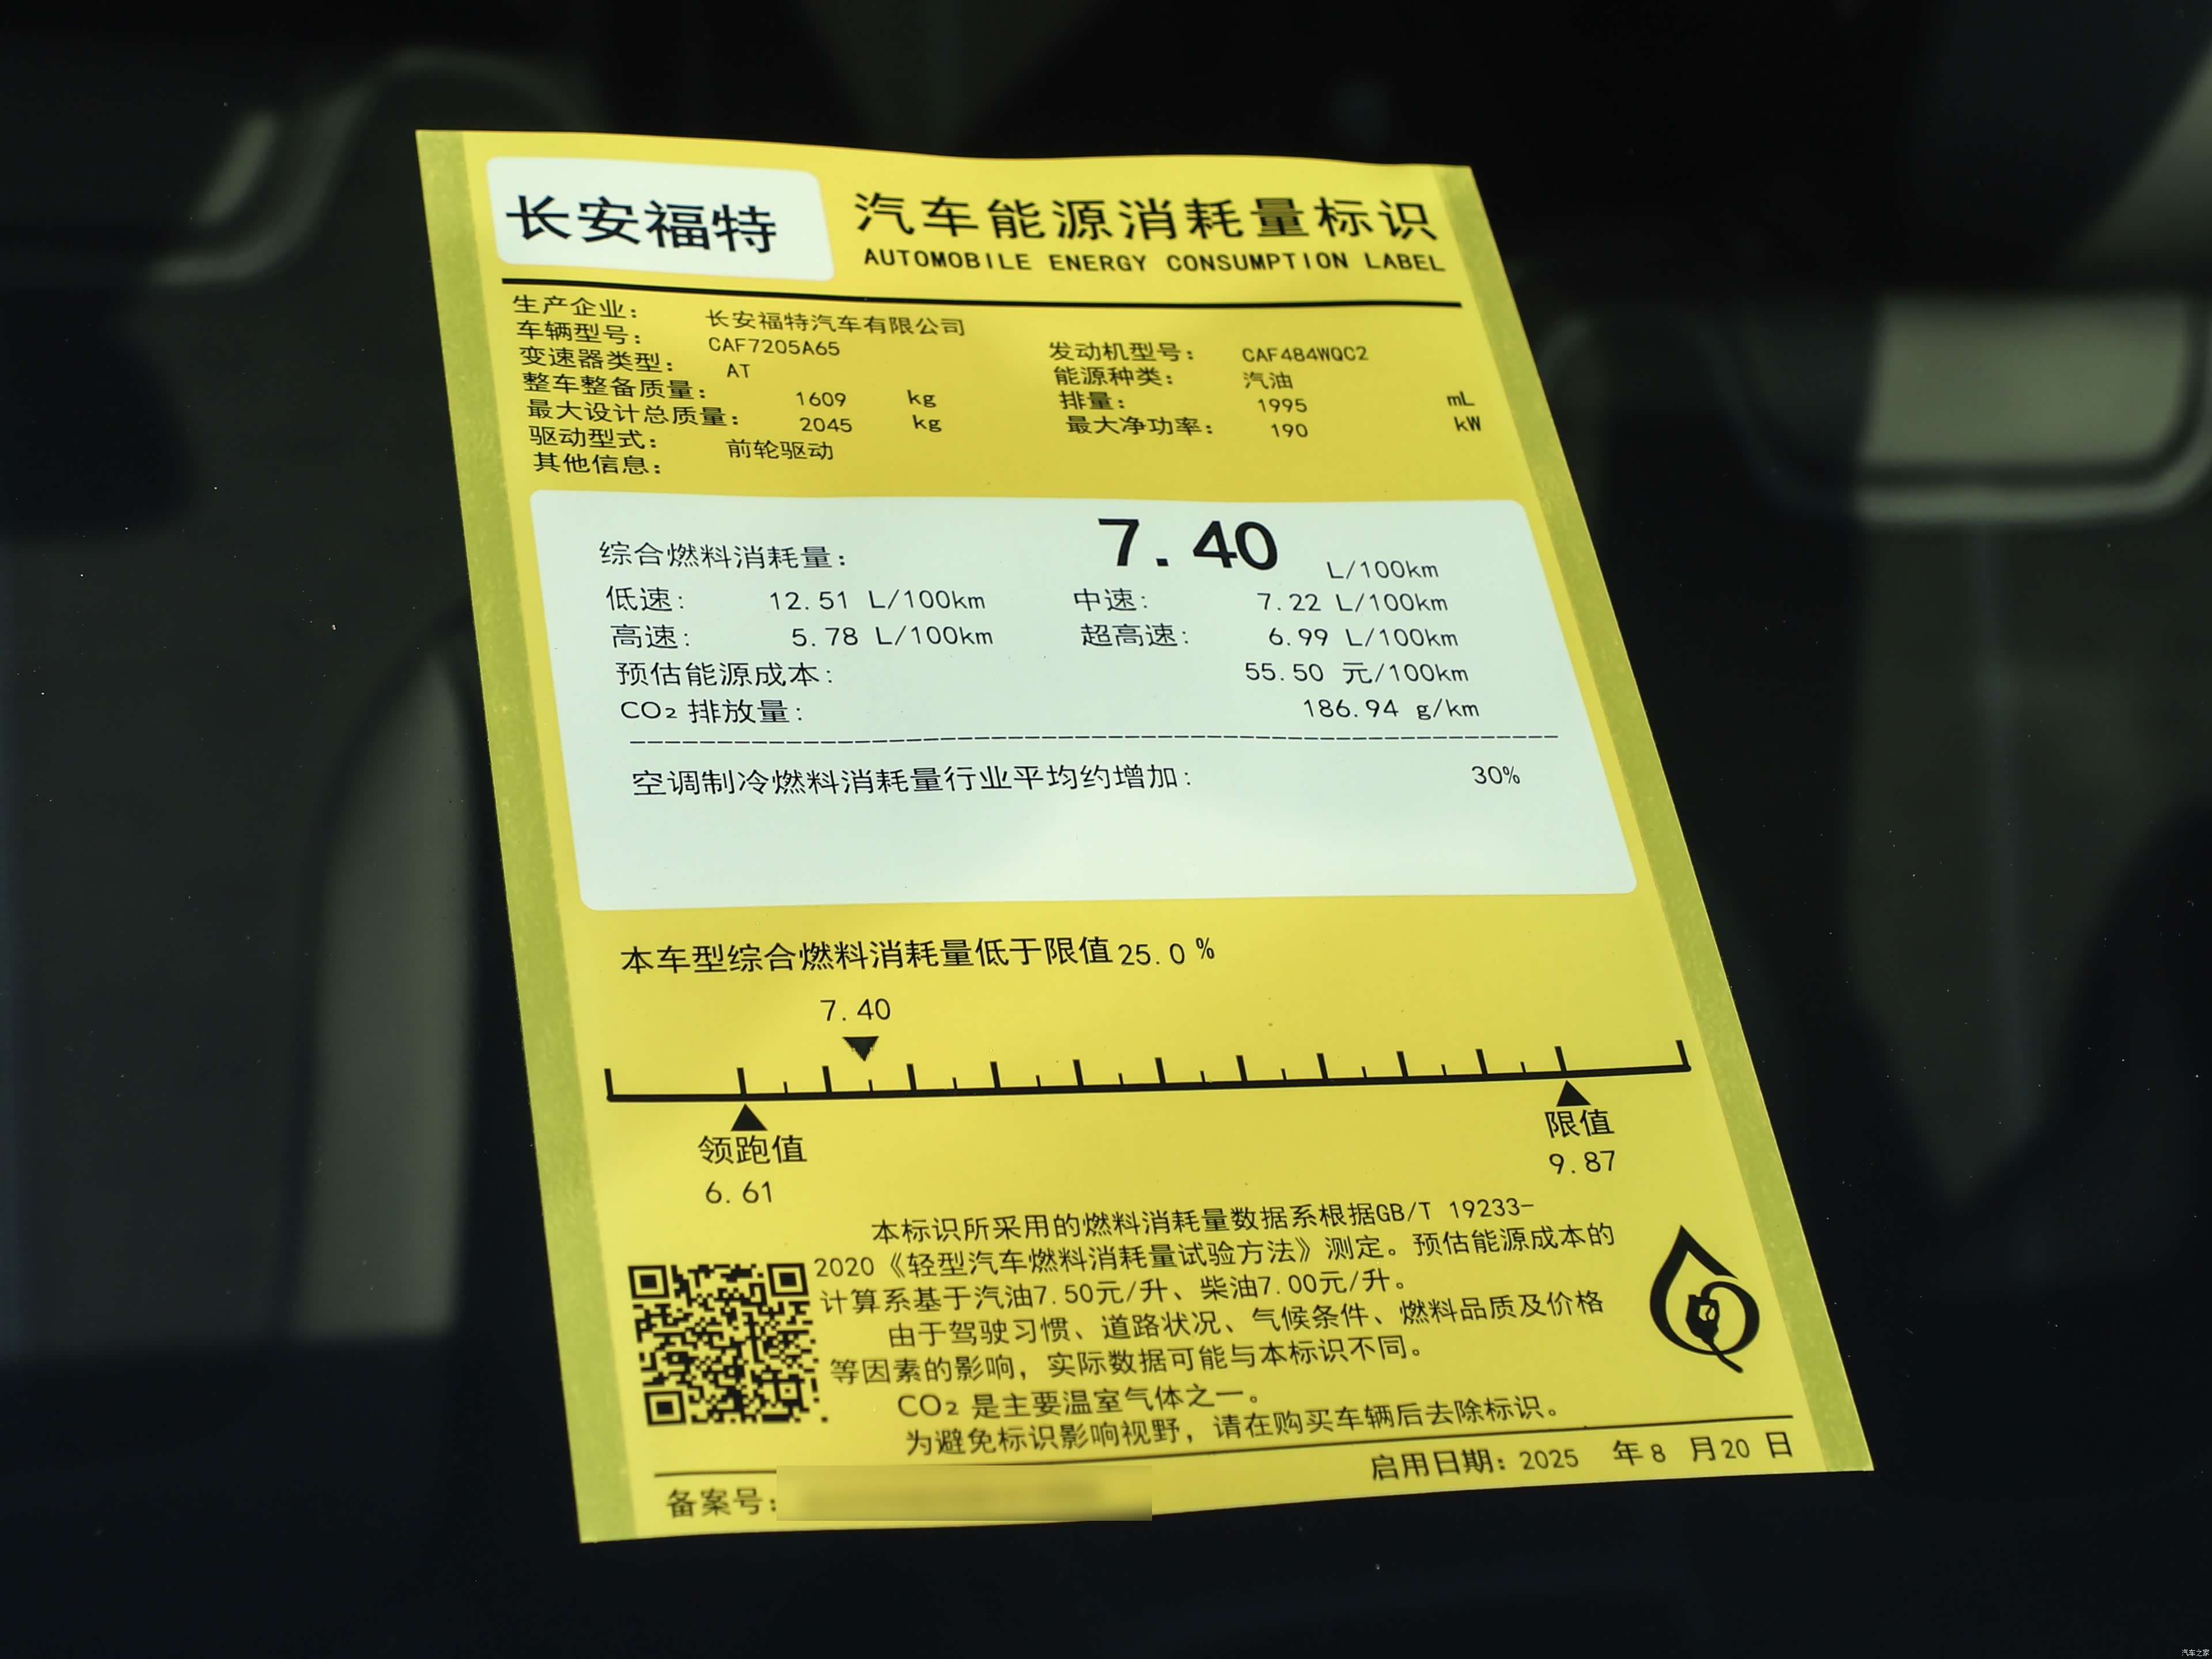 长安福特
汽车能源消耗量标识
AUTOMOBILE ENERGY CONSUMPTION LABEL
生产企业： 长安福特汽车有限公司
车辆型号： CAF7205A65 发动机型号： CAF484WQC2
变速器类型： AT 能源种类： 汽油
整车整备质量： 1609 kg 排量： 1995 mL
最大设计总质量： 2045 kg 最大净功率： 190 kW
驱动型式： 前轮驱动
其他信息：
综合燃料消耗量： 7.40 L/100km
低速： 12.51 L/100km 中速： 7.22 L/100km
高速： 5.78 L/100km 超高速： 6.99 L/100km
预估能源成本： 55.50 元/100km
CO₂ 排放量： 186.94 g/km
空调制冷燃料消耗量行业平均约增加： 30%
本车型综合燃料消耗量低于限值25.0 %
7.40
领跑值 限值
6.61 9.87
本标识所采用的燃料消耗量数据系根据GB/T 19233-
2020《轻型汽车燃料消耗量试验方法》测定。预估能源成本的
计算系基于汽油7.50元/升、柴油7.00元/升。
由于驾驶习惯、道路状况、气候条件、燃料品质及价格
等因素的影响，实际数据可能与本标识不同。
CO₂ 是主要温室气体之一。
为避免标识影响视野，请在购买车辆后去除标识。
备案号： 启用日期：2025 年 8 月20 日
汽车之家